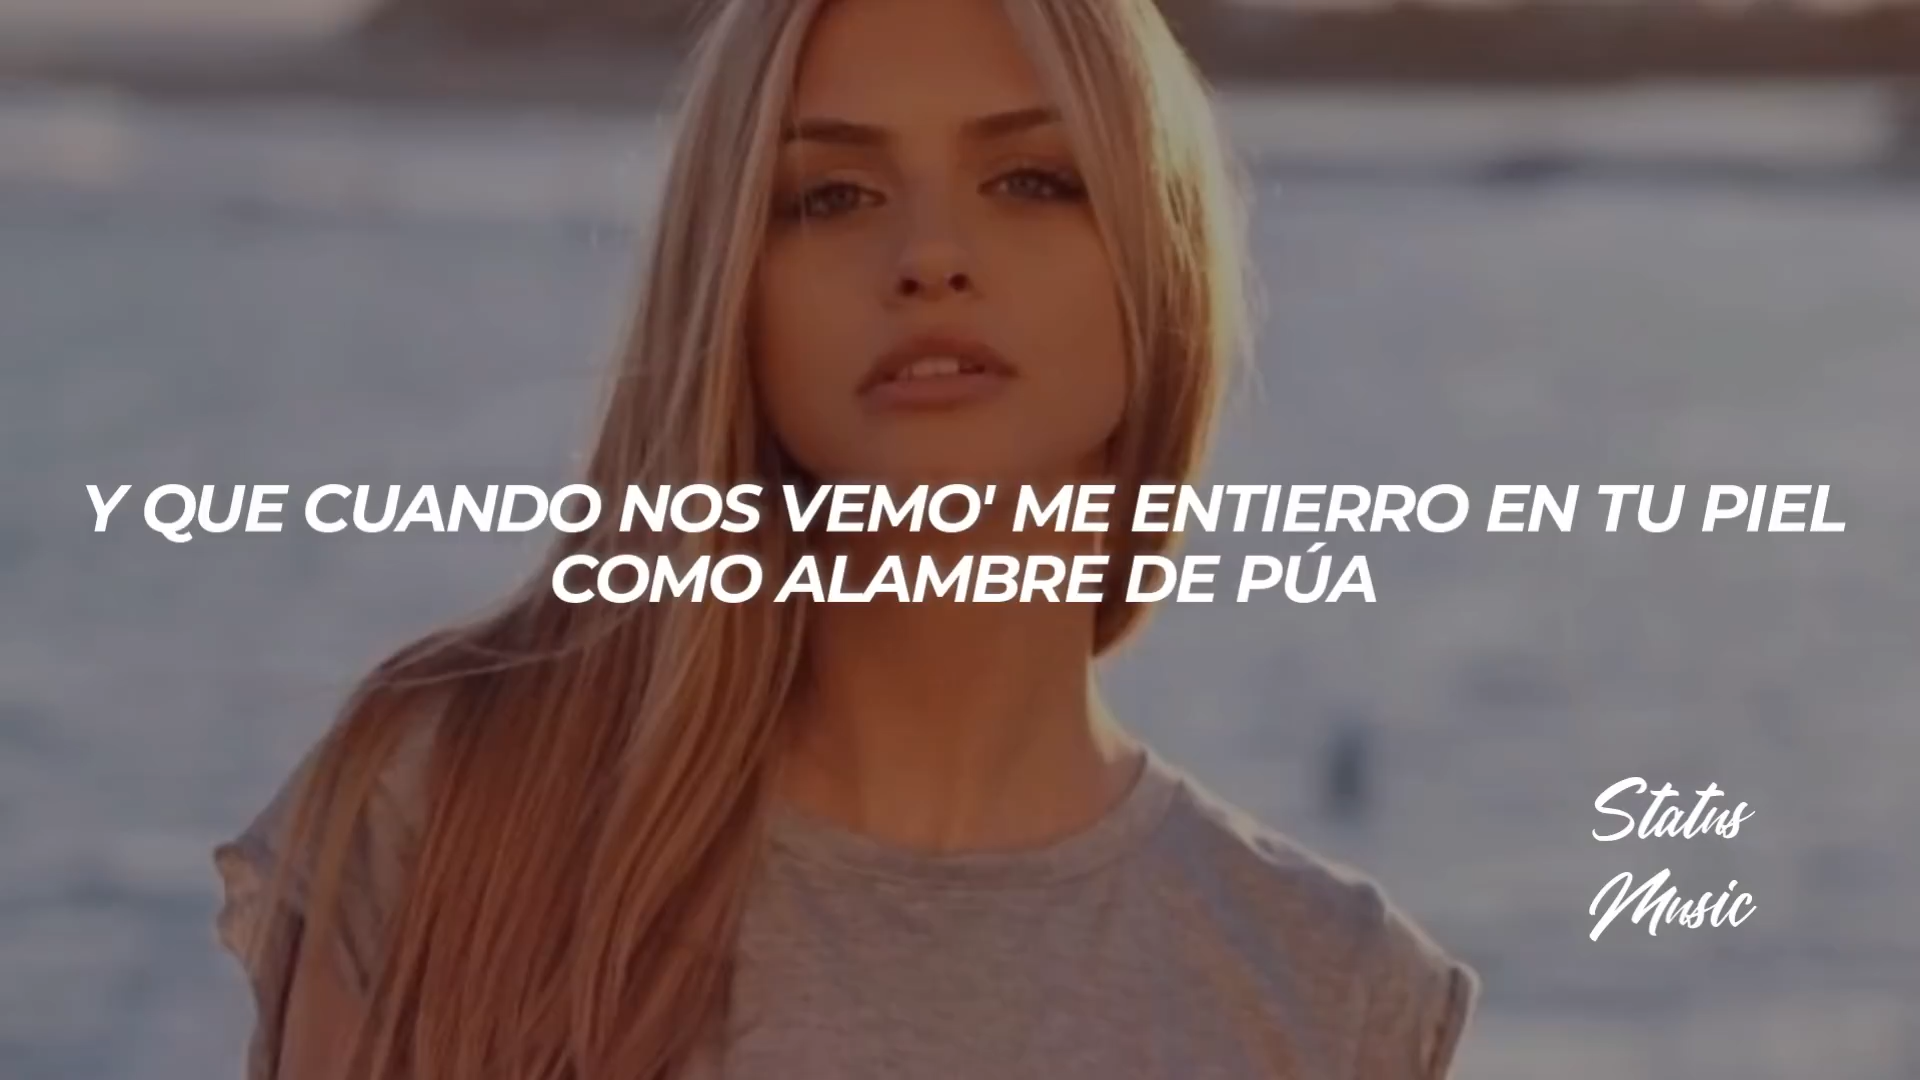 Y QUE CUANDO NOS VEMO' ME ENTIERRO EN TU PIEL
COMO ALAMBRE DE PÚA
Status
Music